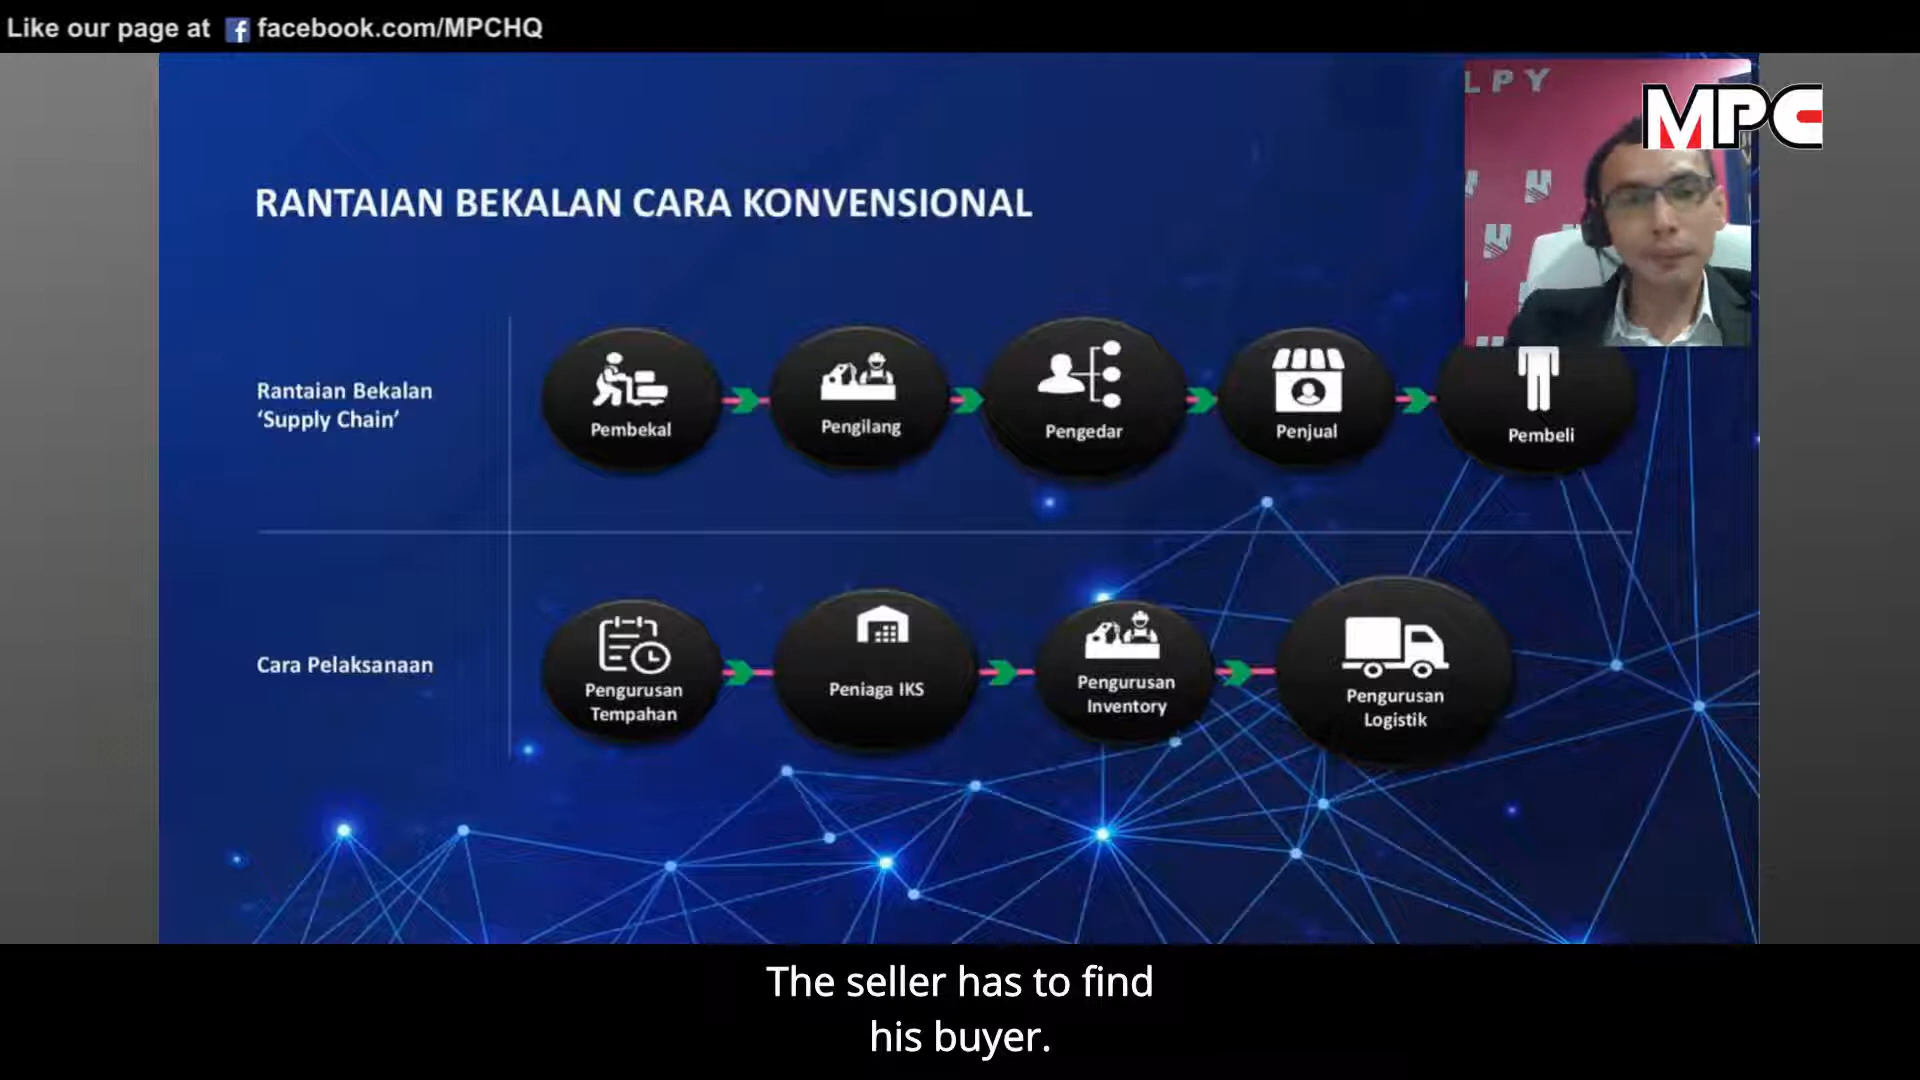 Like our page at facebook.com/MPCHQ
LPY
MPC
RANTAIAN BEKALAN CARA KONVENSIONAL
Rantaian Bekalan
‘Supply Chain’
Pembekal
Pengilang
Pengedar
Penjual
Pembeli
Cara Pelaksanaan
Pengurusan
Tempahan
Peniaga IKS
Pengurusan
Inventory
Pengurusan
Logistik
The seller has to find
his buyer.